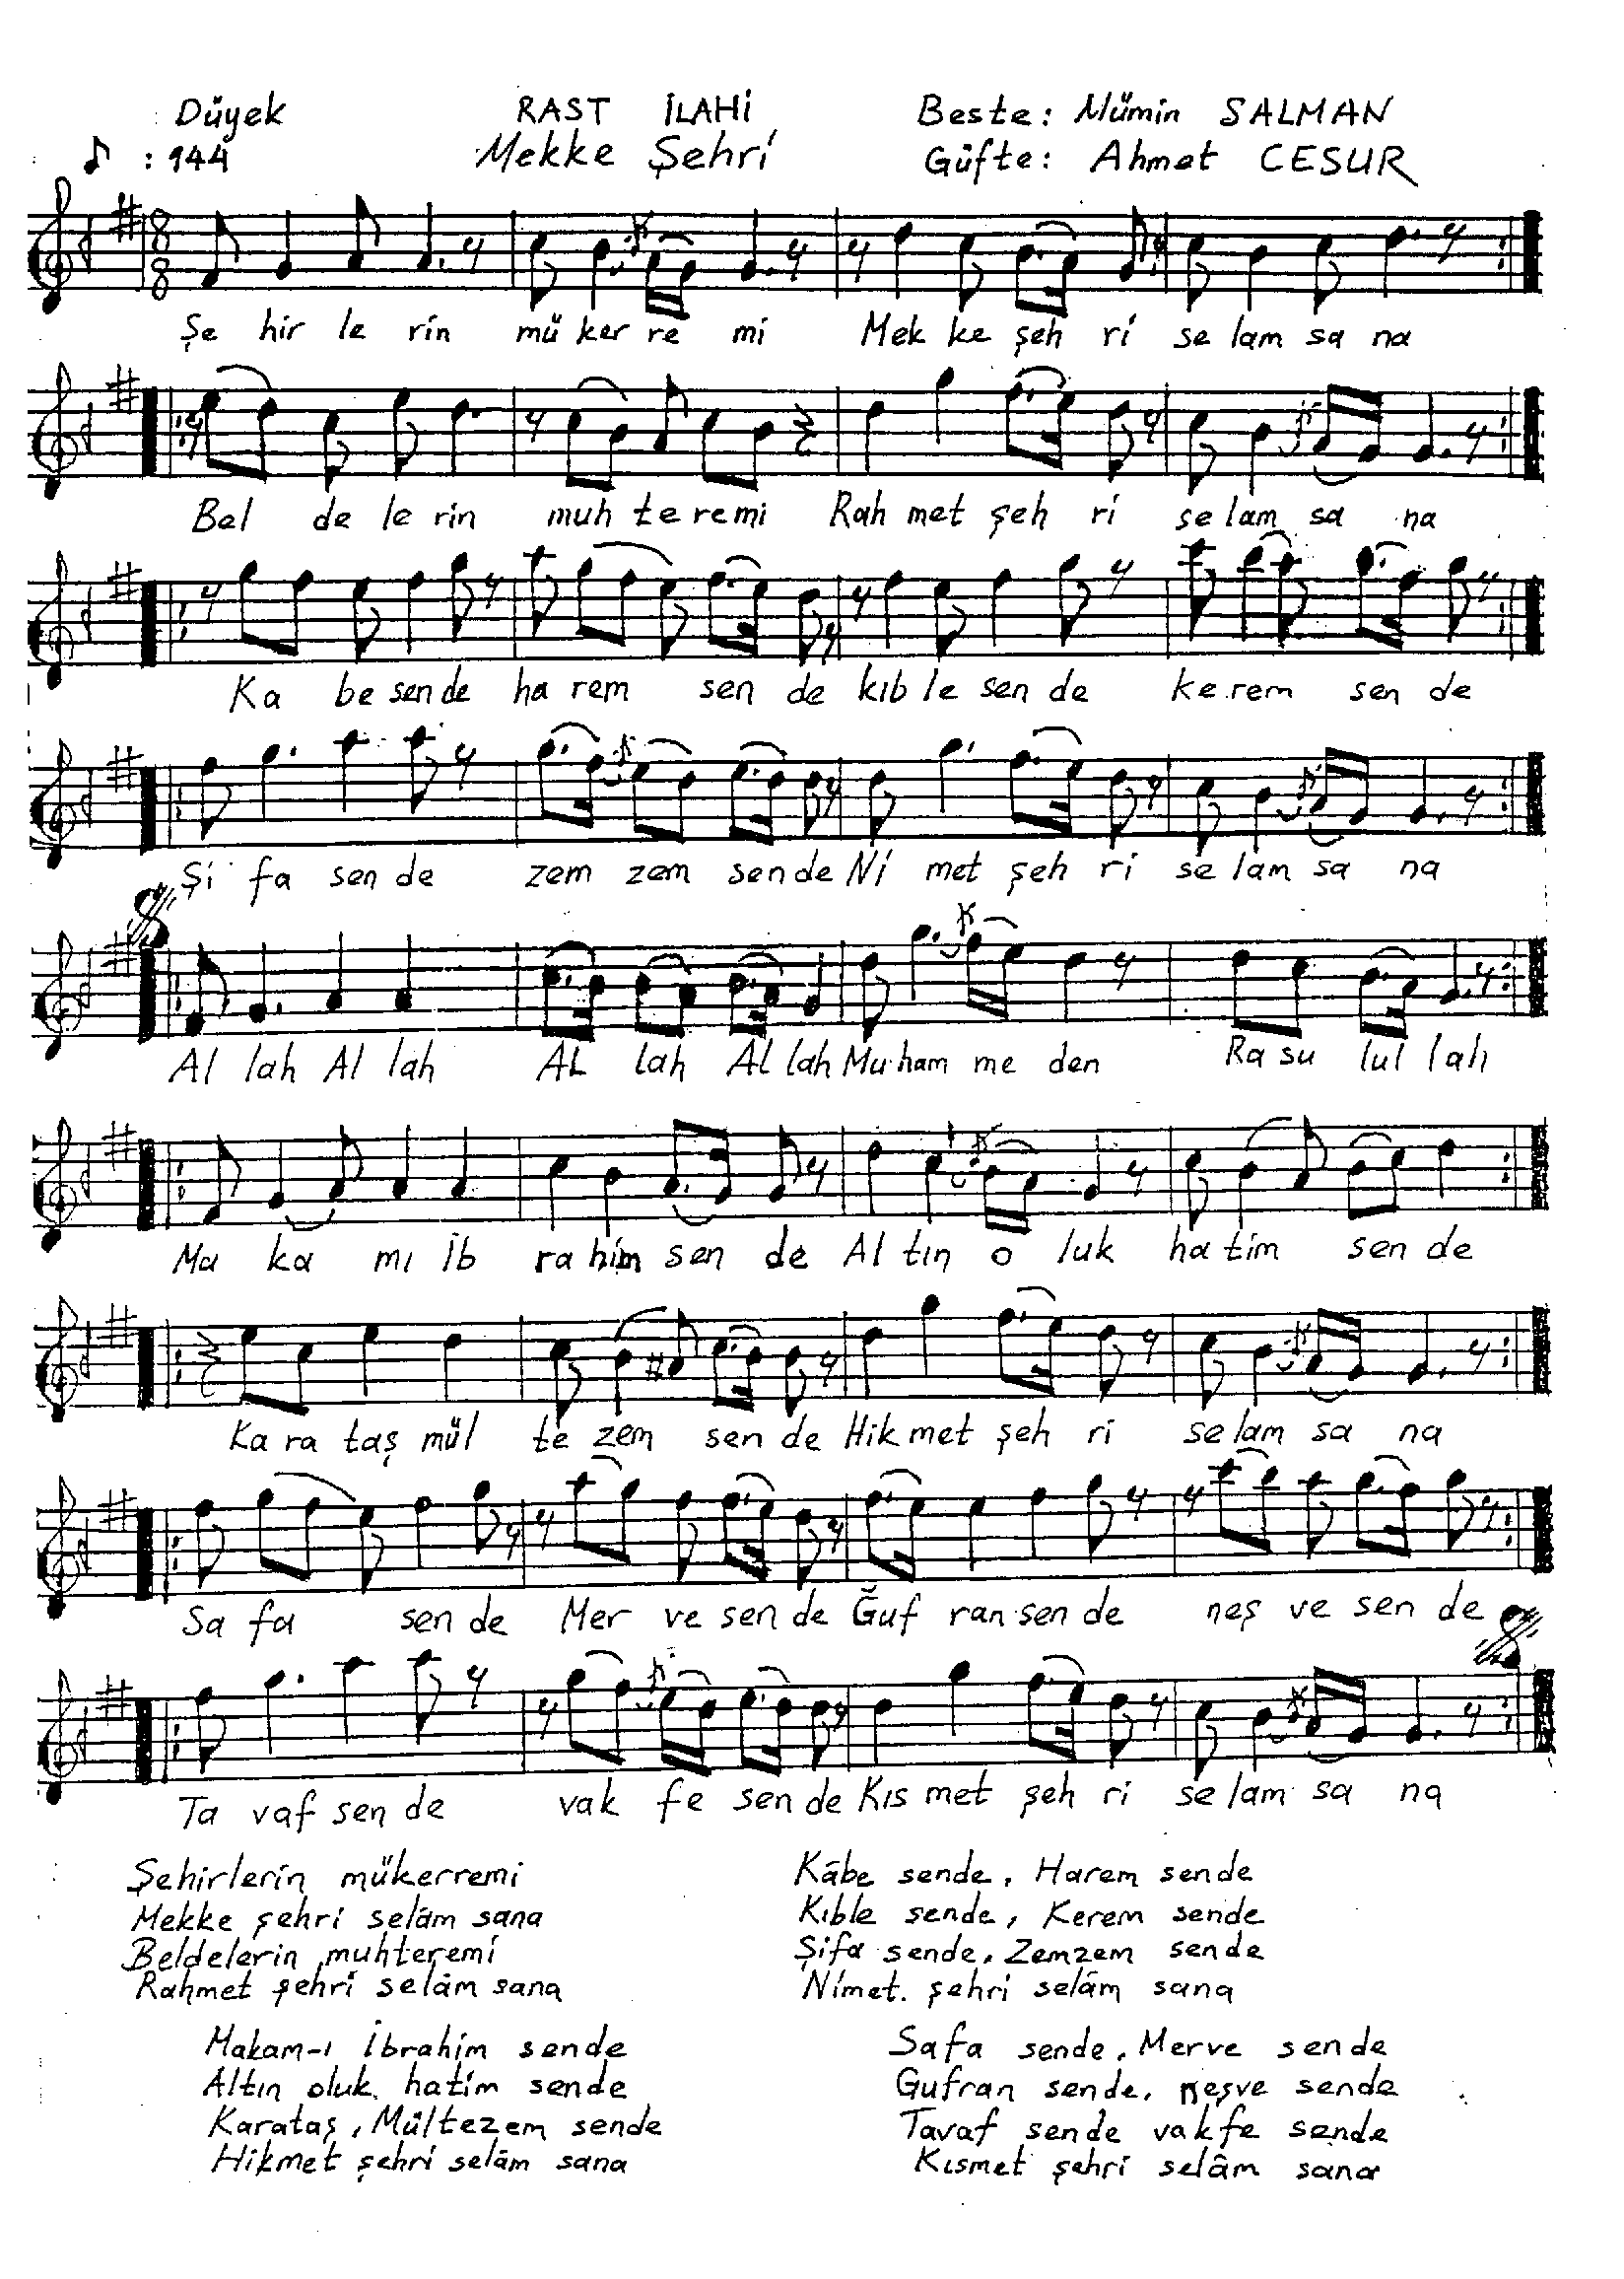 Düyek RAST İLAHİ Beste: Mümin SALMAN
: 144 Mekke Şehri Güfte: Ahmet CESUR
8
8
Şe hir le rin mü ker re mi Mek ke şeh ri se lam sa na
Bel de le rin muh te re mi Rah met şeh ri se lam sa na
Ka be sen de ha rem sen de kıb le sen de ke rem sen de
Şi fa sen de zem zem sen de Ni met şeh ri se lam sa na
Al lah Al lah AL lah Al lah Mu ham me den Ra su lul lah
Ma ka mı İb ra him sen de Al tın o luk ha tim sen de
Ka ra taş mül te zem sen de Hik met şeh ri se lam sa na
Sa fa sen de Mer ve sen de Ğuf ran sen de neş ve sen de
Ta vaf sen de vak fe sen de Kıs met şeh ri se lam sa na
Şehirlerin mükerremi
Mekke şehri selâm sana
Beldelerin muhteremi
Rahmet şehri selâm sana
Kâbe sende, Harem sende
Kıble sende, Kerem sende
Şifa sende, Zemzem sende
Nimet. şehri selâm sana
Makam-ı İbrahim sende
Altın oluk, hatim sende
Karataş, Mültezem sende
Hikmet şehri selâm sana
Safa sende, Merve sende
Gufran sende, neşve sende
Tavaf sende vakfe sende
Kısmet şehri selâm sana